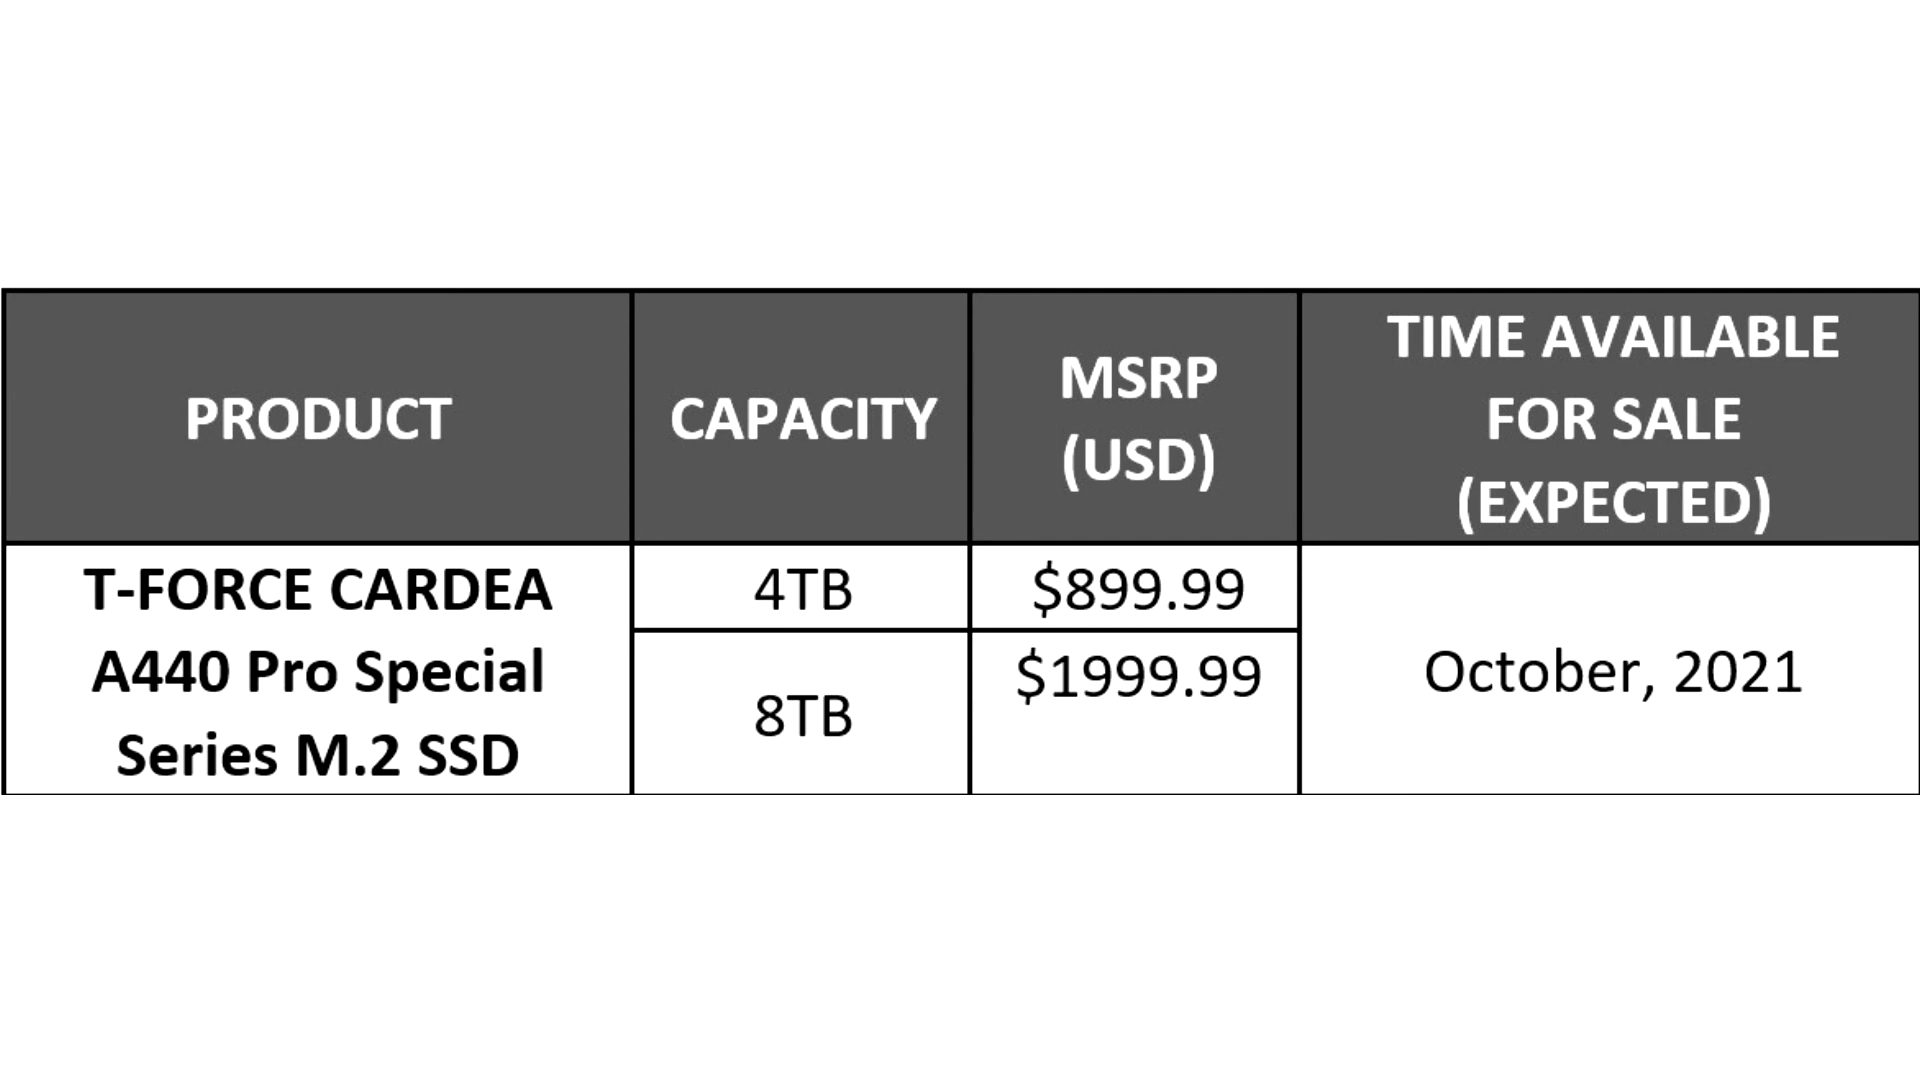 PRODUCT
CAPACITY
MSRP
(USD)
TIME AVAILABLE
FOR SALE
(EXPECTED)
T-FORCE CARDEA
A440 Pro Special
Series M.2 SSD
4TB
$899.99
8TB
$1999.99
October, 2021